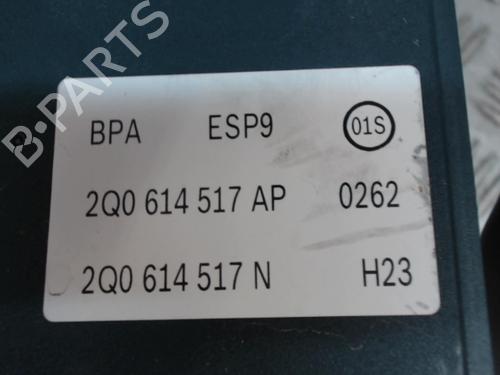 B-PARTS
BPA ESP9 01S
2Q0 614 517 AP 0262
2Q0 614 517 N H23